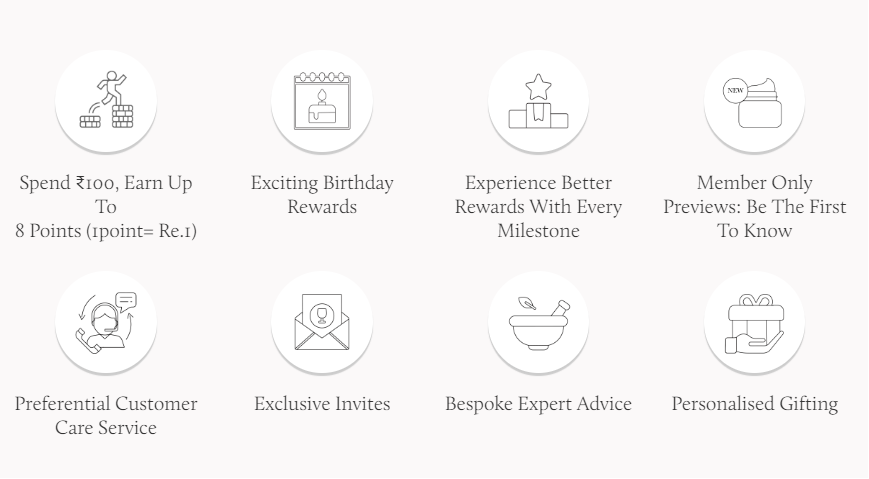 Spend ₹100, Earn Up
To
8 Points (1point= Re.1)
Exciting Birthday
Rewards
Experience Better
Rewards With Every
Milestone
NEW
Member Only
Previews: Be The First
To Know
Preferential Customer
Care Service
Exclusive Invites
Bespoke Expert Advice
Personalised Gifting